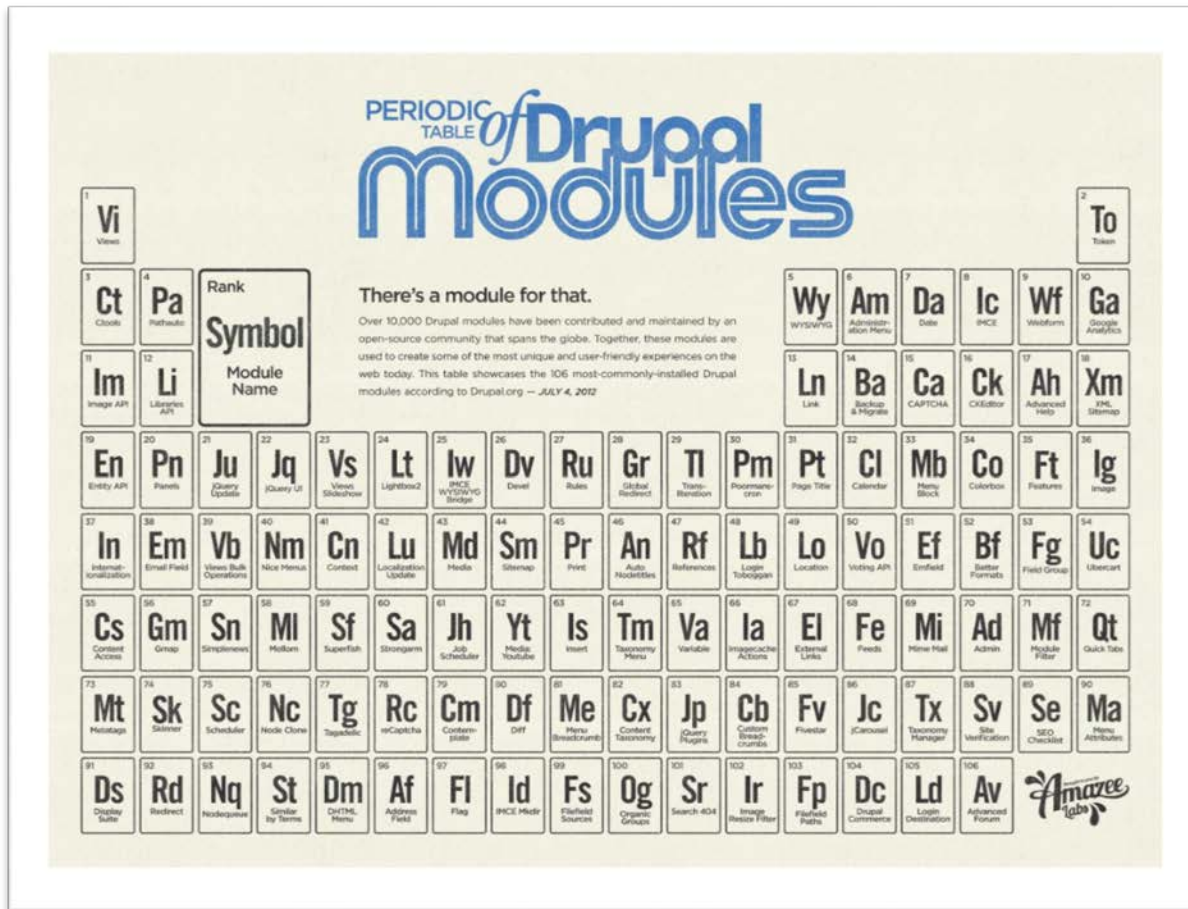 PERIODIC
TABLE of Drupal
Modules
1
Vi
Views
2
To
Token
3
Ct
Ctools
4
Pa
Pathauto
Rank
Symbol
Module
Name
There's a module for that.
Over 10,000 Drupal modules have been contributed and maintained by an
open-source community that spans the globe. Together, these modules are
used to create some of the most unique and user-friendly experiences on the
web today. This table showcases the 106 most-commonly-installed Drupal
modules according to Drupal.org — JULY 4, 2012
5
Wy
WYSIWYG
6
Am
Administr-
ation Menu
7
Da
Date
8
Ic
IMCE
9
Wf
Webform
10
Ga
Google
Analytics
11
Im
Image API
12
Li
Libraries
API
13
Ln
Link
14
Ba
Backup
& Migrate
15
Ca
CAPTCHA
16
Ck
CKEditor
17
Ah
Advanced
Help
18
Xm
XML
Sitemap
19
En
Entity API
20
Pn
Panels
21
Ju
jQuery
Update
22
Jq
jQuery UI
23
Vs
Views
Slideshow
24
Lt
Lightbox2
25
Iw
IMCE
WYSIWYG
Bridge
26
Dv
Devel
27
Ru
Rules
28
Gr
Global
Redirect
29
Tl
Trans-
literation
30
Pm
Poormans-
cron
31
Pt
Page Title
32
Cl
Calendar
33
Mb
Menu
Block
34
Co
Colorbox
35
Ft
Features
36
Ig
Image
37
In
Internat-
ionalization
38
Em
Email Field
39
Vb
Views Bulk
Operations
40
Nm
Nice Menus
41
Cn
Context
42
Lu
Localization
Update
43
Md
Media
44
Sm
Sitemap
45
Pr
Print
46
An
Auto
Nodetitles
47
Rf
References
48
Lb
Login
Toboggan
49
Lo
Location
50
Vo
Voting API
51
Ef
Emfield
52
Bf
Better
Formats
53
Fg
Field Group
54
Uc
Ubercart
55
Cs
Content
Access
56
Gm
Gmap
57
Sn
Simplenews
58
Ml
Mollom
59
Sf
Superfish
60
Sa
Strongarm
61
Jh
Job
Scheduler
62
Yt
Media:
Youtube
63
Is
Insert
64
Tm
Taxonomy
Menu
65
Va
Variable
66
Ia
Imagecache
Actions
67
El
External
Links
68
Fe
Feeds
69
Mi
Mime Mail
70
Ad
Admin
71
Mf
Module
Filter
72
Qt
Quick Tabs
73
Mt
Metatags
74
Sk
Skinner
75
Sc
Scheduler
76
Nc
Node Clone
77
Tg
Tagadelic
78
Rc
reCaptcha
79
Cm
Contem-
plate
90
Df
Diff
81
Me
Menu
Breadcrumb
82
Cx
Content
Taxonomy
83
Jp
jQuery
Plugins
84
Cb
Custom
Bread-
crumbs
85
Fv
Fivestar
86
Jc
jCarousel
87
Tx
Taxonomy
Manager
88
Sv
Site
Verification
89
Se
SEO
Checklist
90
Ma
Menu
Attributes
91
Ds
Display
Suite
92
Rd
Redirect
93
Nq
Nodequeue
94
St
Similar
by Terms
95
Dm
DHTML
Menu
96
Af
Address
Field
97
Fl
Flag
98
Id
IMCE Mkdir
99
Fs
Filefield
Sources
100
Og
Organic
Groups
101
Sr
Search 404
102
Ir
Image
Resize Filter
103
Fp
Filefield
Paths
104
Dc
Drupal
Commerce
105
Ld
Login
Destination
106
Av
Advanced
Forum
Amazee
Labs